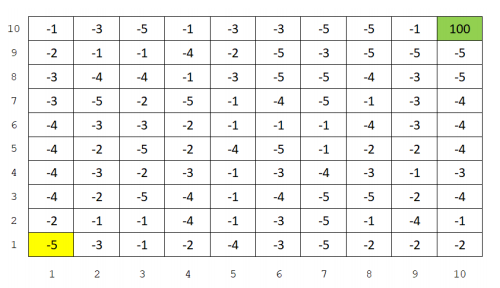 10 -1 -3 -5 -1 -3 -3 -5 -5 -1 100
9 -2 -1 -1 -4 -2 -5 -3 -5 -5 -5
8 -3 -4 -4 -1 -3 -5 -5 -4 -3 -5
7 -3 -5 -2 -5 -1 -4 -5 -1 -3 -4
6 -4 -3 -3 -2 -1 -1 -1 -4 -3 -4
5 -4 -2 -5 -2 -4 -5 -1 -2 -2 -4
4 -4 -3 -2 -3 -1 -3 -4 -3 -1 -3
3 -4 -2 -5 -4 -1 -4 -5 -5 -2 -4
2 -2 -1 -1 -4 -1 -3 -5 -1 -4 -1
1 -5 -3 -1 -2 -4 -3 -5 -2 -2 -2
1 2 3 4 5 6 7 8 9 10